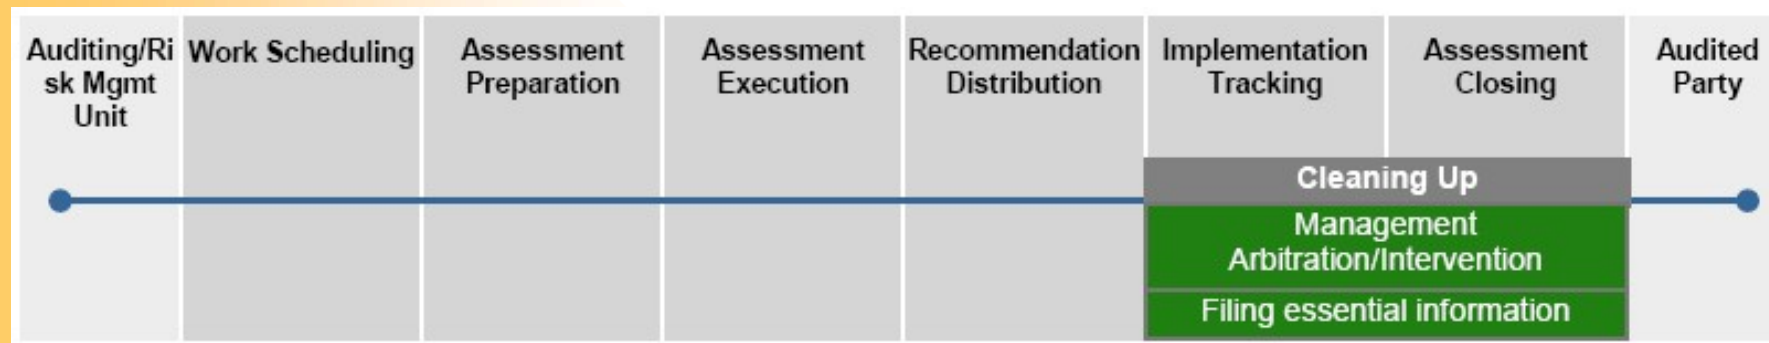 Auditing/Ri
sk Mgmt
Unit
Work Scheduling
Assessment
Preparation
Assessment
Execution
Recommendation
Distribution
Implementation
Tracking
Assessment
Closing
Audited
Party
Cleaning Up
Management
Arbitration/Intervention
Filing essential information